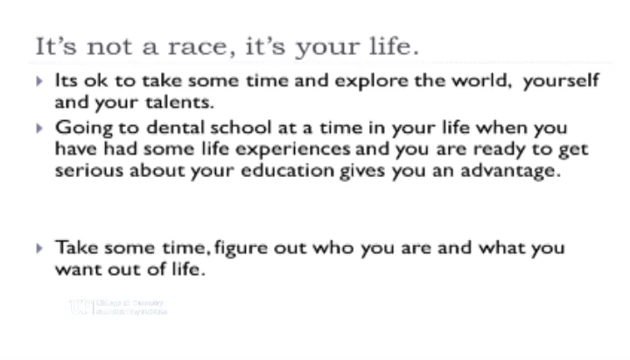 It's not a race, it's your life.
Its ok to take some time and explore the world, yourself
and your talents.
Going to dental school at a time in your life when you
have had some life experiences and you are ready to get
serious about your education gives you an advantage.
Take some time, figure out who you are and what you
want out of life.